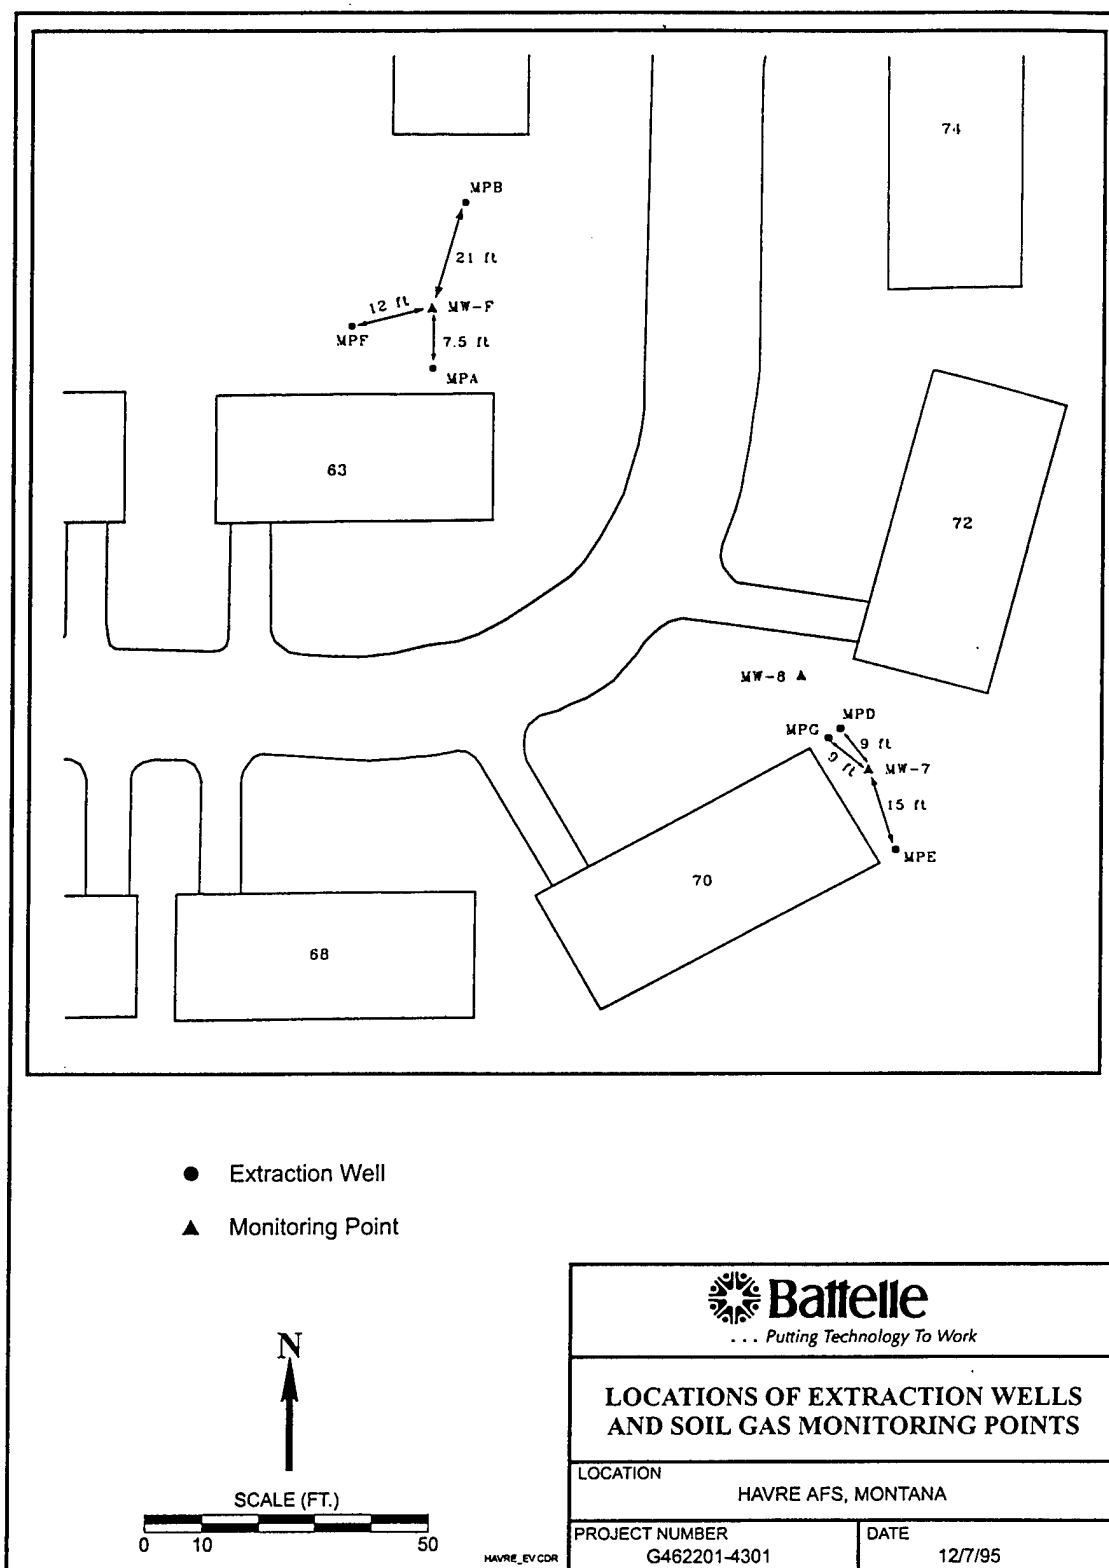 74
MPB
21 ft
12 ft
MW-F
MPF
7.5 ft
MPA
63
72
MW-8
MPD
MPG
9 ft
9 ft
MW-7
15 ft
MPE
70
68
Extraction Well
Monitoring Point
N
SCALE (FT.)
0 10 50
HAVRE_EV.CDR
Battelle
... Putting Technology To Work
LOCATIONS OF EXTRACTION WELLS
AND SOIL GAS MONITORING POINTS
LOCATION
HAVRE AFS, MONTANA
PROJECT NUMBER
G462201-4301
DATE
12/7/95